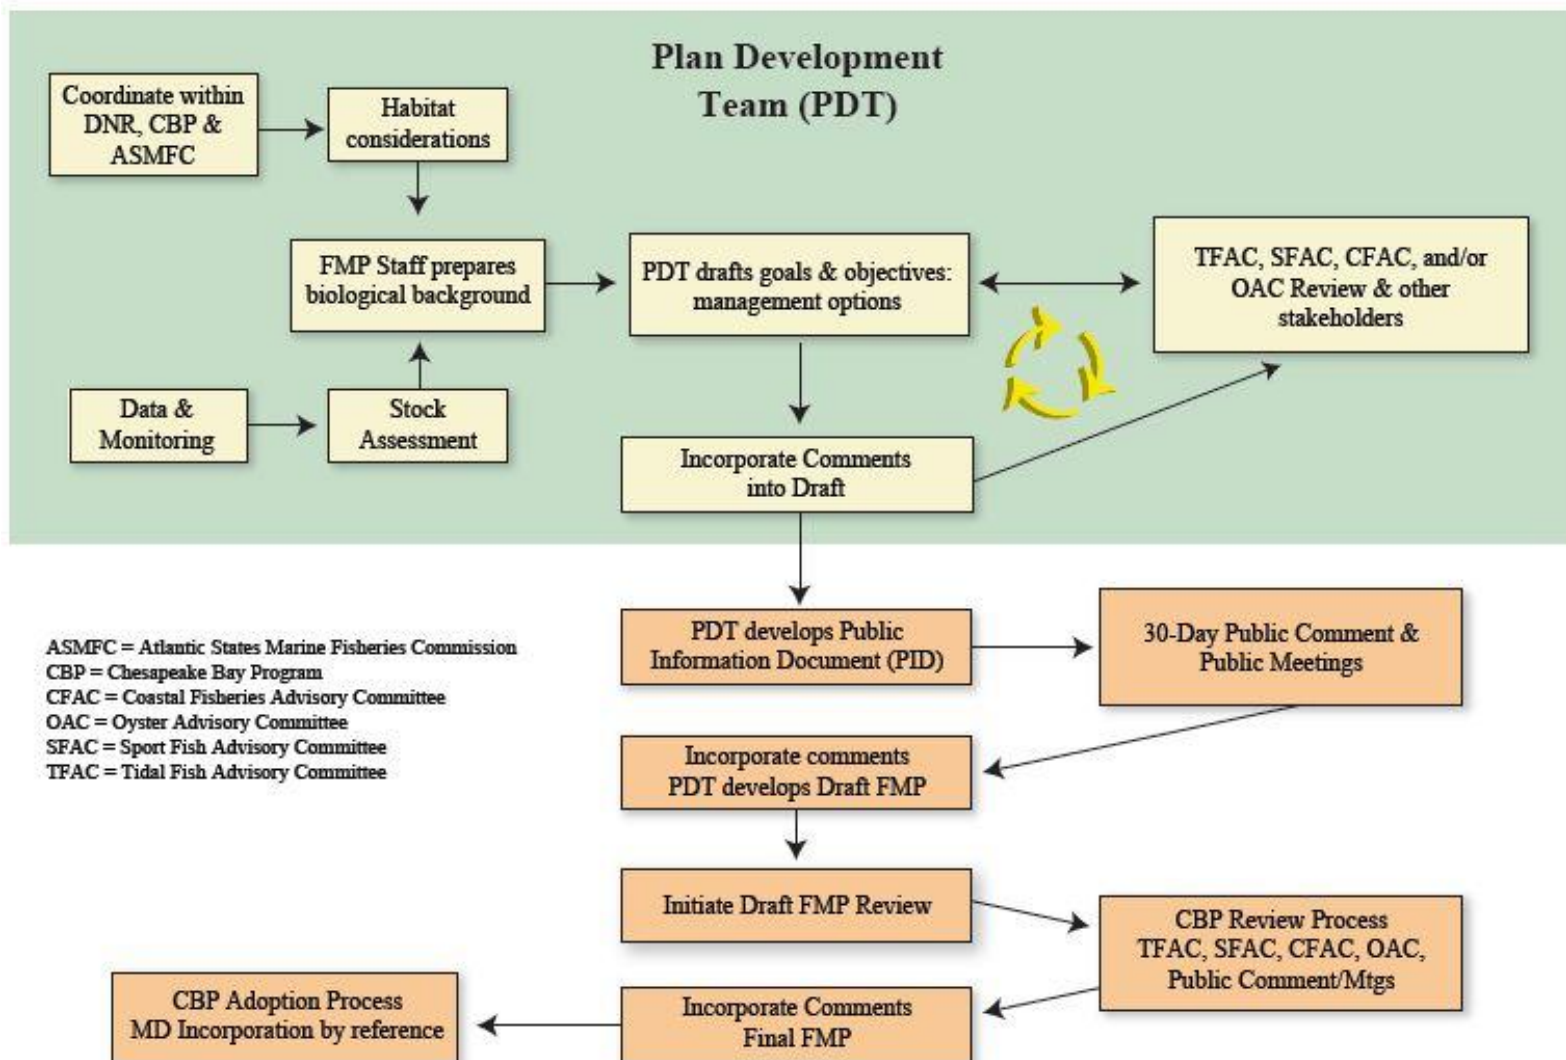 Plan Development
Team (PDT)
Coordinate within
DNR, CBP &
ASMFC
Habitat
considerations
FMP Staff prepares
biological background
PDT drafts goals & objectives:
management options
TFAC, SFAC, CFAC, and/or
OAC Review & other
stakeholders
Data &
Monitoring
Stock
Assessment
Incorporate Comments
into Draft
PDT develops Public
Information Document (PID)
30-Day Public Comment &
Public Meetings
ASMFC = Atlantic States Marine Fisheries Commission
CBP = Chesapeake Bay Program
CFAC = Coastal Fisheries Advisory Committee
OAC = Oyster Advisory Committee
SFAC = Sport Fish Advisory Committee
TFAC = Tidal Fish Advisory Committee
Incorporate comments
PDT develops Draft FMP
Initiate Draft FMP Review
CBP Review Process
TFAC, SFAC, CFAC, OAC,
Public Comment/Mtgs
CBP Adoption Process
MD Incorporation by reference
Incorporate Comments
Final FMP